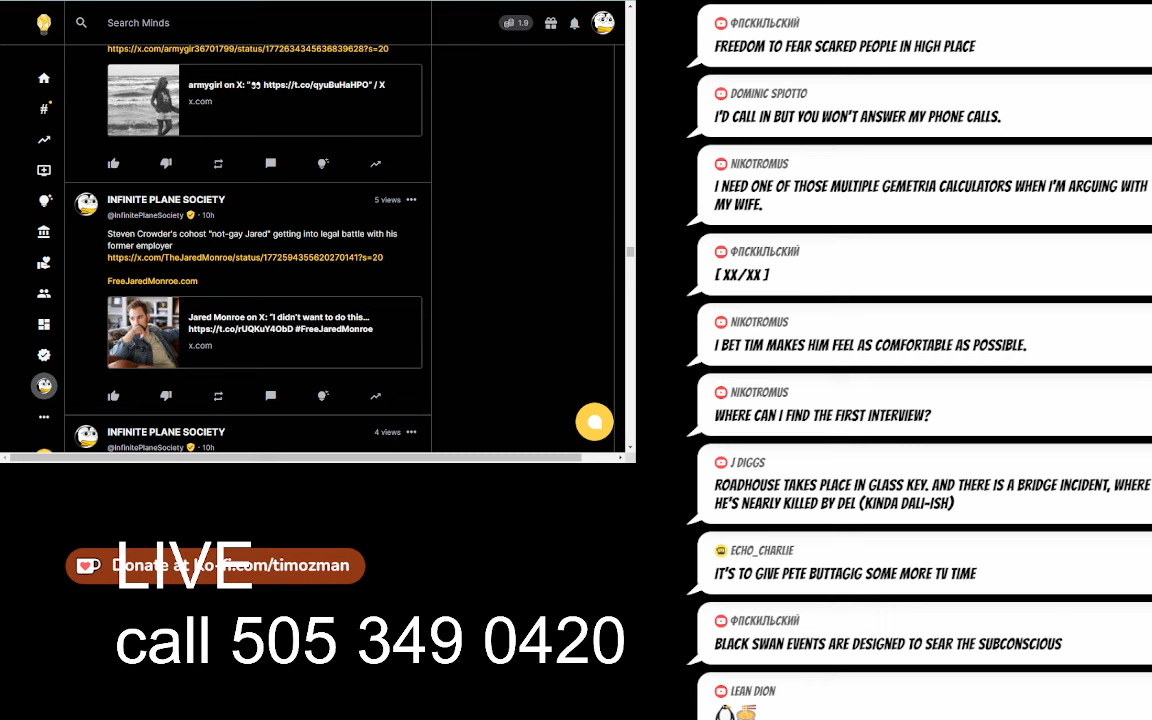 Search Minds
1.9
https://x.com/armygirl36701799/status/1772634345636839628?s=20
armygirl on X: "👀 https://t.co/qyuBuHaHPO" / X
x.com
INFINITE PLANE SOCIETY
5 views
@InfinitePlaneSociety · 10h
Steven Crowder's cohost "not-gay Jared" getting into legal battle with his
former employer
https://x.com/TheJaredMonroe/status/1772594355620270141?s=20
FreeJaredMonroe.com
Jared Monroe on X: "I didn't want to do this...
https://t.co/rUQKuY4ObD #FreeJaredMonroe
x.com
INFINITE PLANE SOCIETY
4 views
@InfinitePlaneSociety · 10h
LIVE
Donate at ko-fi.com/timozman
call 505 349 0420
ФПСКИЛЬСКИЙ
FREEDOM TO FEAR SCARED PEOPLE IN HIGH PLACE
DOMINIC SPIOTTO
I'D CALL IN BUT YOU WON'T ANSWER MY PHONE CALLS.
NIKOTROMUS
I NEED ONE OF THOSE MULTIPLE GEMETRIA CALCULATORS WHEN I'M ARGUING WITH
MY WIFE.
ФПСКИЛЬСКИЙ
[ XX/XX ]
NIKOTROMUS
I BET TIM MAKES HIM FEEL AS COMFORTABLE AS POSSIBLE.
NIKOTROMUS
WHERE CAN I FIND THE FIRST INTERVIEW?
J DIGGS
ROADHOUSE TAKES PLACE IN GLASS KEY. AND THERE IS A BRIDGE INCIDENT, WHERE
HE'S NEARLY KILLED BY DEL (KINDA DALI-ISH)
ECHO_CHARLIE
IT'S TO GIVE PETE BUTTAGIG SOME MORE TV TIME
ФПСКИЛЬСКИЙ
BLACK SWAN EVENTS ARE DESIGNED TO SEAR THE SUBCONSCIOUS
LEAN DION